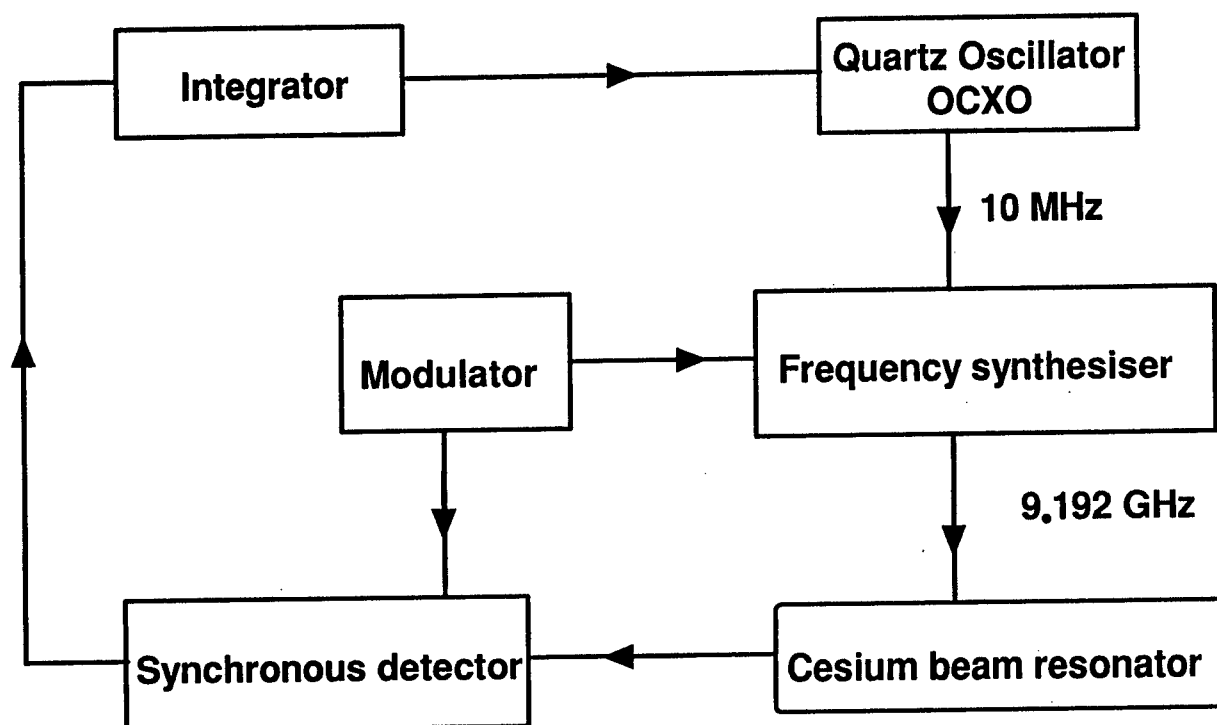 Integrator
Quartz Oscillator
OCXO
10 MHz
Modulator
Frequency synthesiser
9.192 GHz
Synchronous detector
Cesium beam resonator